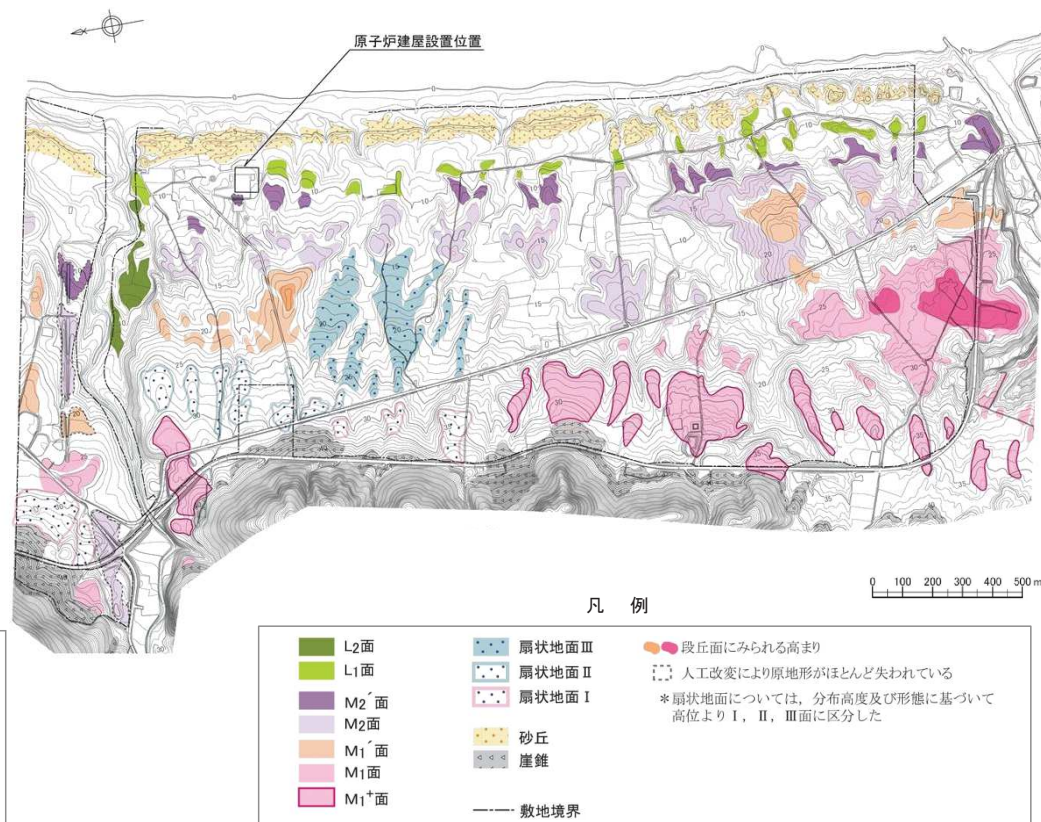 原子炉建屋設置位置
0 100 200 300 400 500 m
凡 例
L2面
L1面
M2´面
M2面
M1´面
M1面
M1+面
扇状地面Ⅲ
扇状地面Ⅱ
扇状地面Ⅰ
砂丘
崖錐
敷地境界
段丘面にみられる高まり
人工改変により原地形がほとんど失われている
*扇状地面については，分布高度及び形態に基づいて
高位よりⅠ，Ⅱ，Ⅲ面に区分した